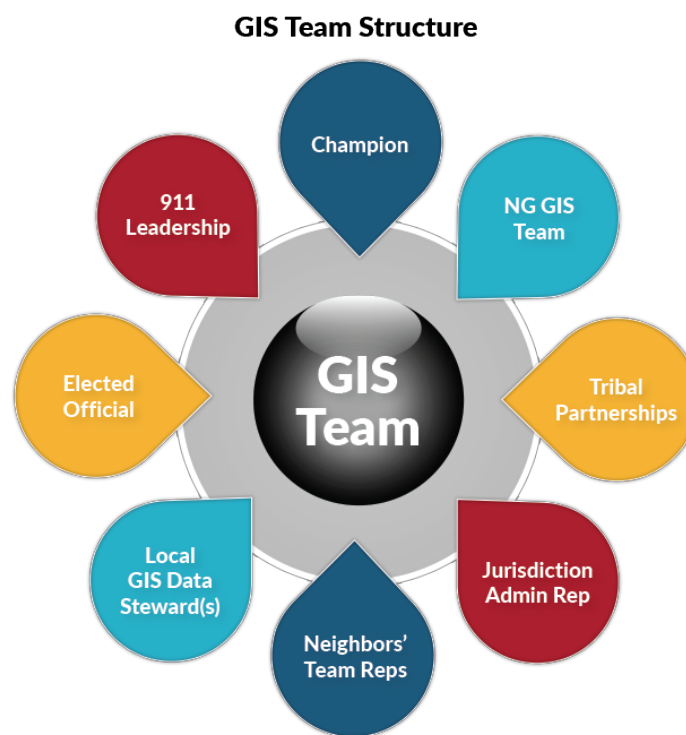 GIS Team Structure
Champion
911
Leadership
NG GIS
Team
Elected
Official
GIS
Team
Tribal
Partnerships
Local
GIS Data
Steward(s)
Jurisdiction
Admin Rep
Neighbors’
Team Reps